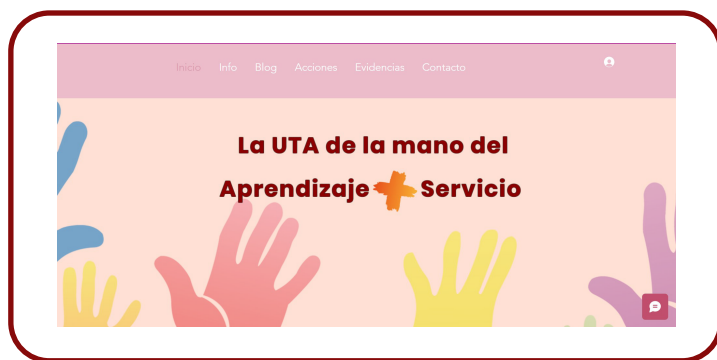 Inicio Info Blog Acciones Evidencias Contacto
La UTA de la mano del
Aprendizaje + Servicio